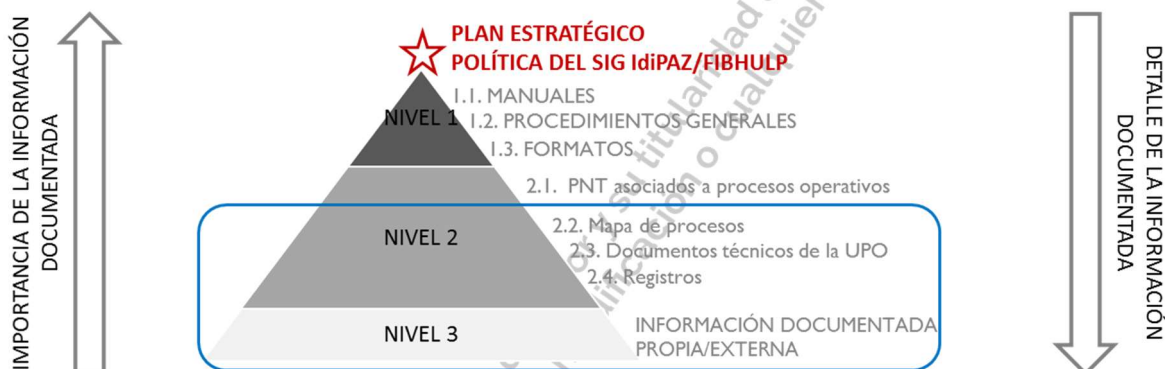 IMPORTANCIA DE LA INFORMACIÓN
DOCUMENTADA
PLAN ESTRATÉGICO
POLÍTICA DEL SIG IdiPAZ/FIBHULP
NIVEL 1
1.1. MANUALES
1.2. PROCEDIMIENTOS GENERALES
1.3. FORMATOS
2.1. PNT asociados a procesos operativos
NIVEL 2
2.2. Mapa de procesos
2.3. Documentos técnicos de la UPO
2.4. Registros
NIVEL 3
INFORMACIÓN DOCUMENTADA
PROPIA/EXTERNA
DETALLE DE LA INFORMACIÓN
DOCUMENTADA
y su titularidad
o cualquier